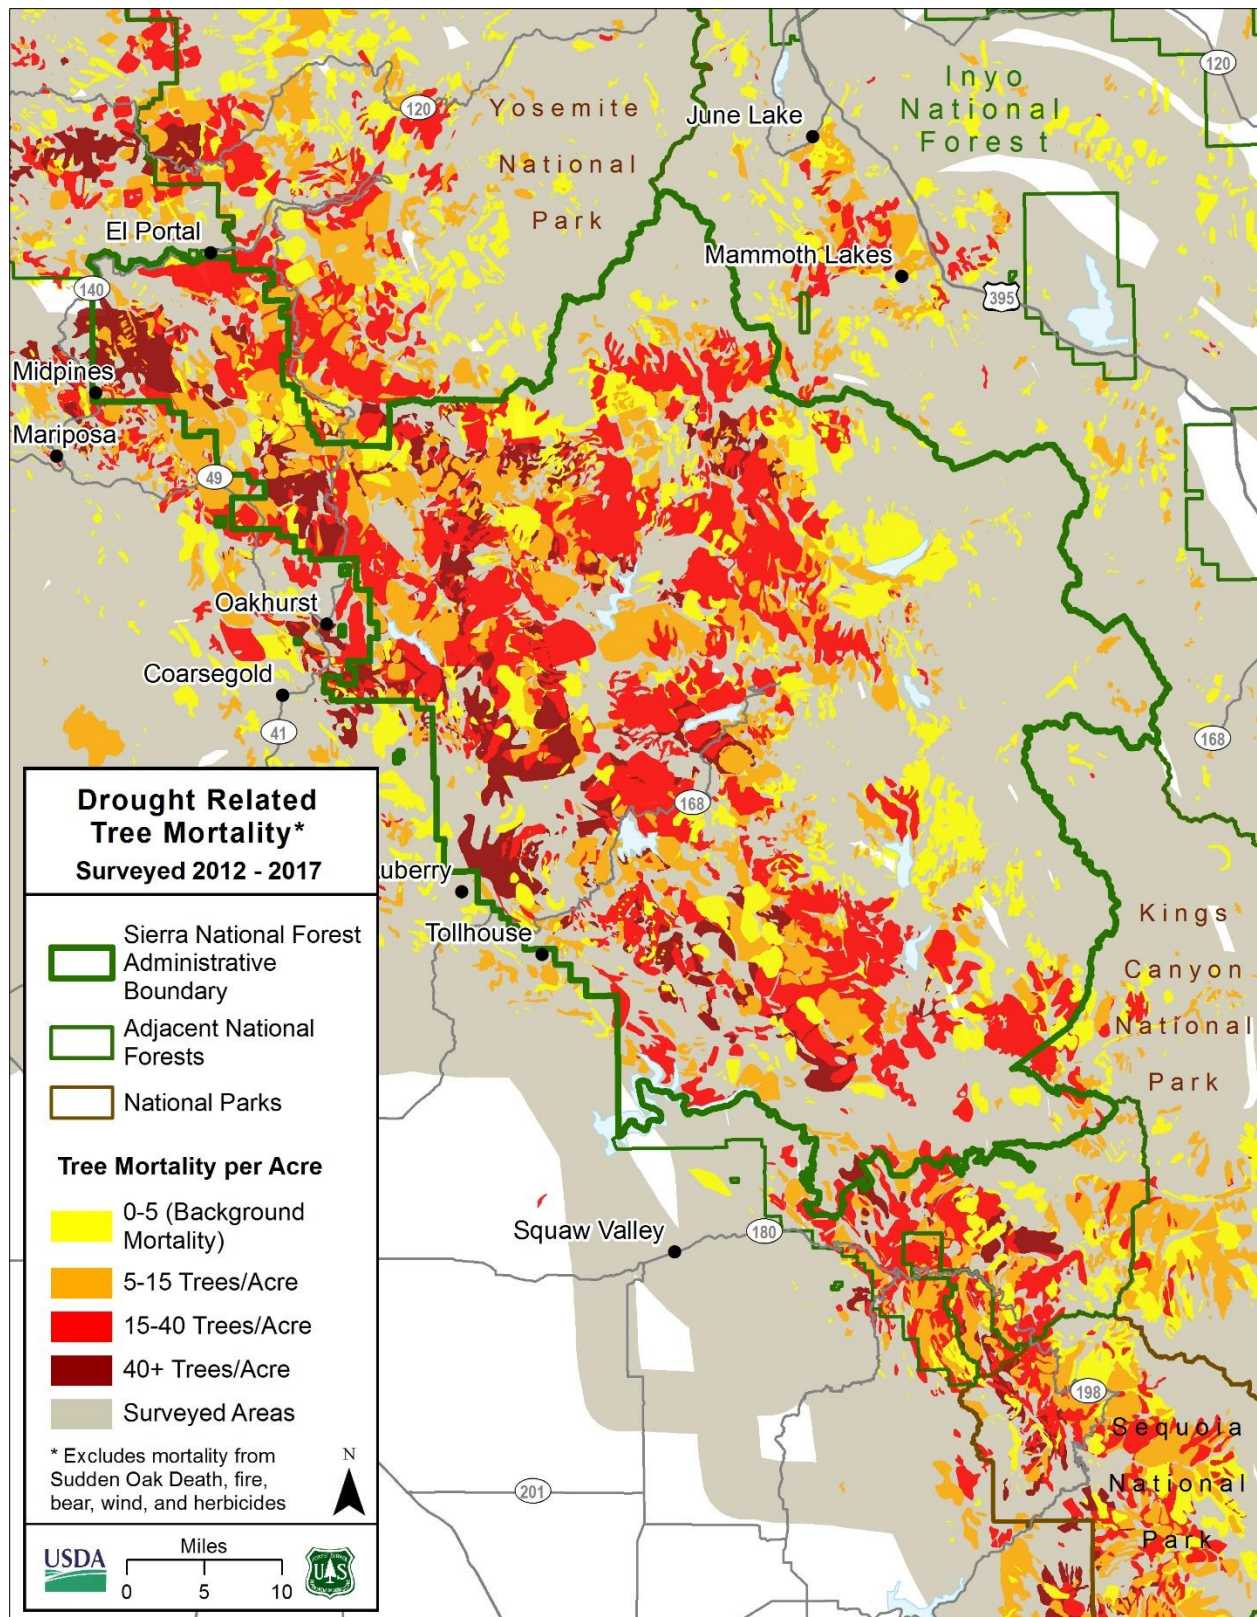 120
Inyo
National
Forest
120
Yosemite
National
Park
June Lake
El Portal
Mammoth Lakes
140
395
Midpines
Mariposa
49
Oakhurst
Coarsegold
41
168
168
uberry
Tollhouse
Kings
Canyon
National
Park
Squaw Valley
180
198
Sequoia
National
Park
201
Drought Related
Tree Mortality*
Surveyed 2012 - 2017
Sierra National Forest
Administrative
Boundary
Adjacent National
Forests
National Parks
Tree Mortality per Acre
0-5 (Background
Mortality)
5-15 Trees/Acre
15-40 Trees/Acre
40+ Trees/Acre
Surveyed Areas
* Excludes mortality from
Sudden Oak Death, fire,
bear, wind, and herbicides
N
USDA
Miles
0 5 10
U S